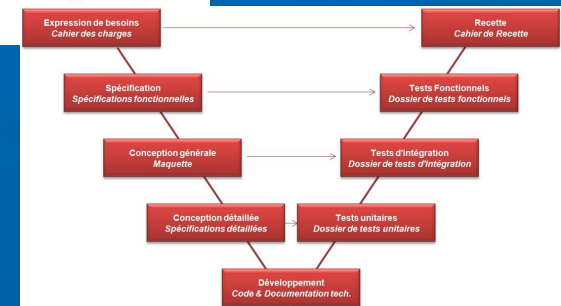 Expression de besoins
Cahier des charges
Recette
Cahier de Recette
Spécification
Spécifications fonctionnelles
Tests Fonctionnels
Dossier de tests fonctionnels
Conception générale
Maquette
Tests d'intégration
Dossier de tests d'intégration
Conception détaillée
Spécifications détaillées
Tests unitaires
Dossier de tests unitaires
Développement
Code & Documentation tech.